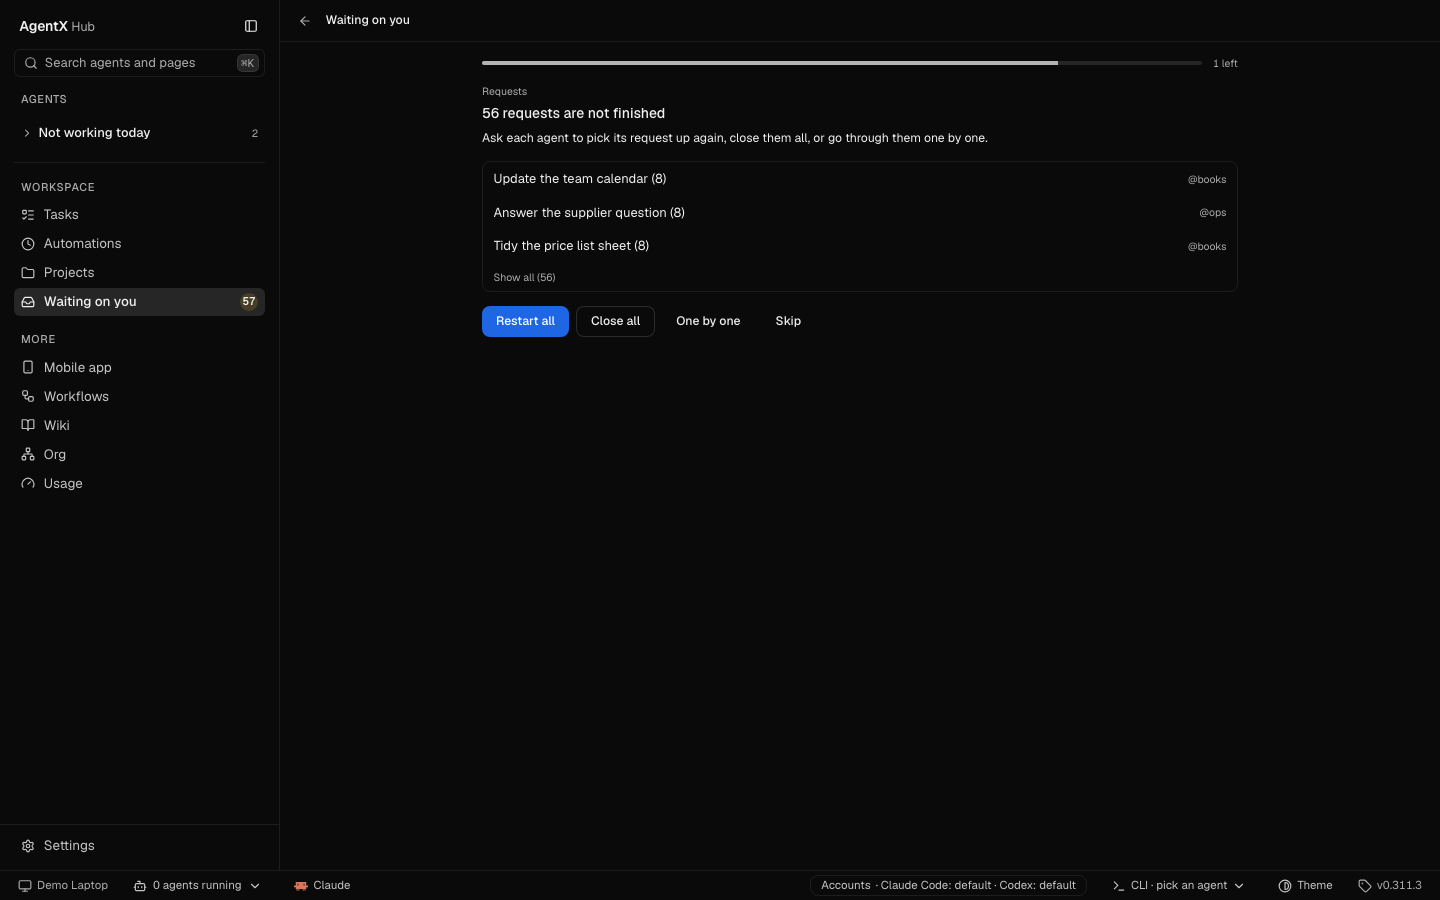 AgentX Hub
Search agents and pages ⌘K
AGENTS
Not working today 2
WORKSPACE
Tasks
Automations
Projects
Waiting on you 57
MORE
Mobile app
Workflows
Wiki
Org
Usage
Settings
Waiting on you
1 left
Requests
56 requests are not finished
Ask each agent to pick its request up again, close them all, or go through them one by one.
Update the team calendar (8) @books
Answer the supplier question (8) @ops
Tidy the price list sheet (8) @books
Show all (56)
Restart all Close all One by one Skip
Demo Laptop 0 agents running Claude Accounts · Claude Code: default · Codex: default CLI · pick an agent Theme v0.311.3